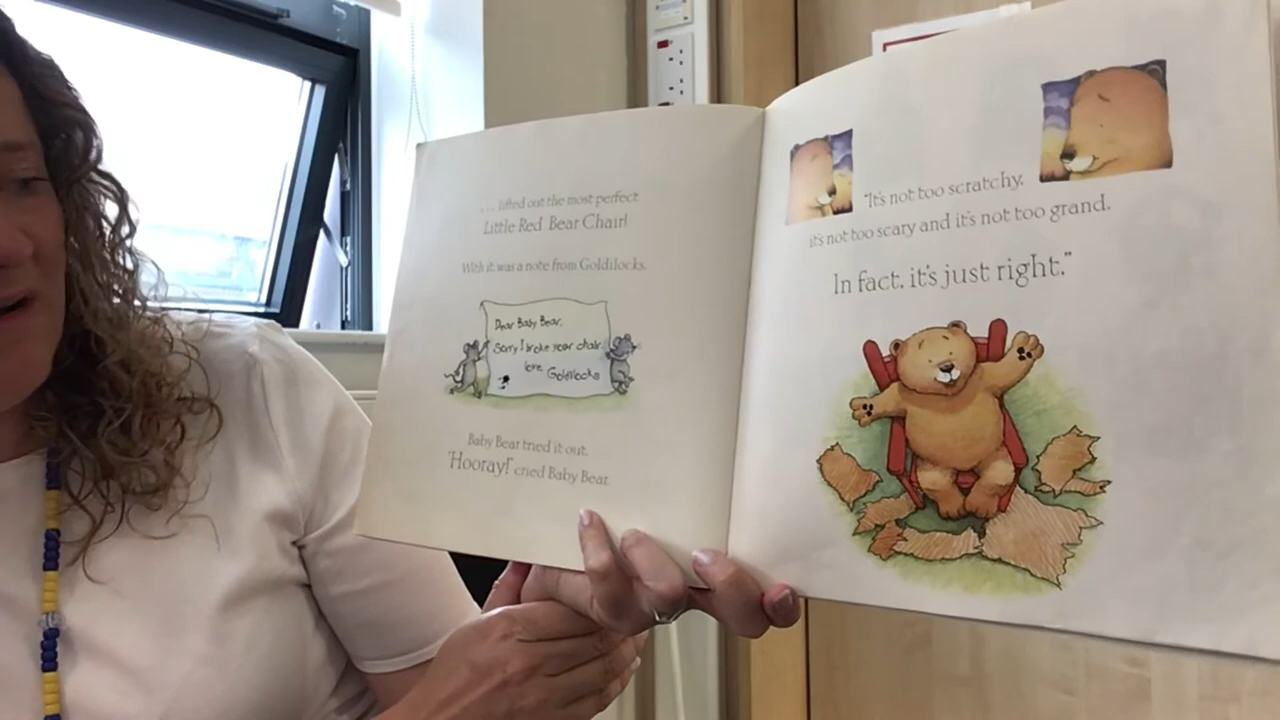 ... lifted out the most perfect
Little Red Bear Chair!
With it was a note from Goldilocks.
Dear Baby Bear,
Sorry I broke your chair.
love Goldilocks
Baby Bear tried it out.
"Hooray!" cried Baby Bear.
"It's not too scratchy,
it's not too scary and it's not too grand.
In fact, it's just right."